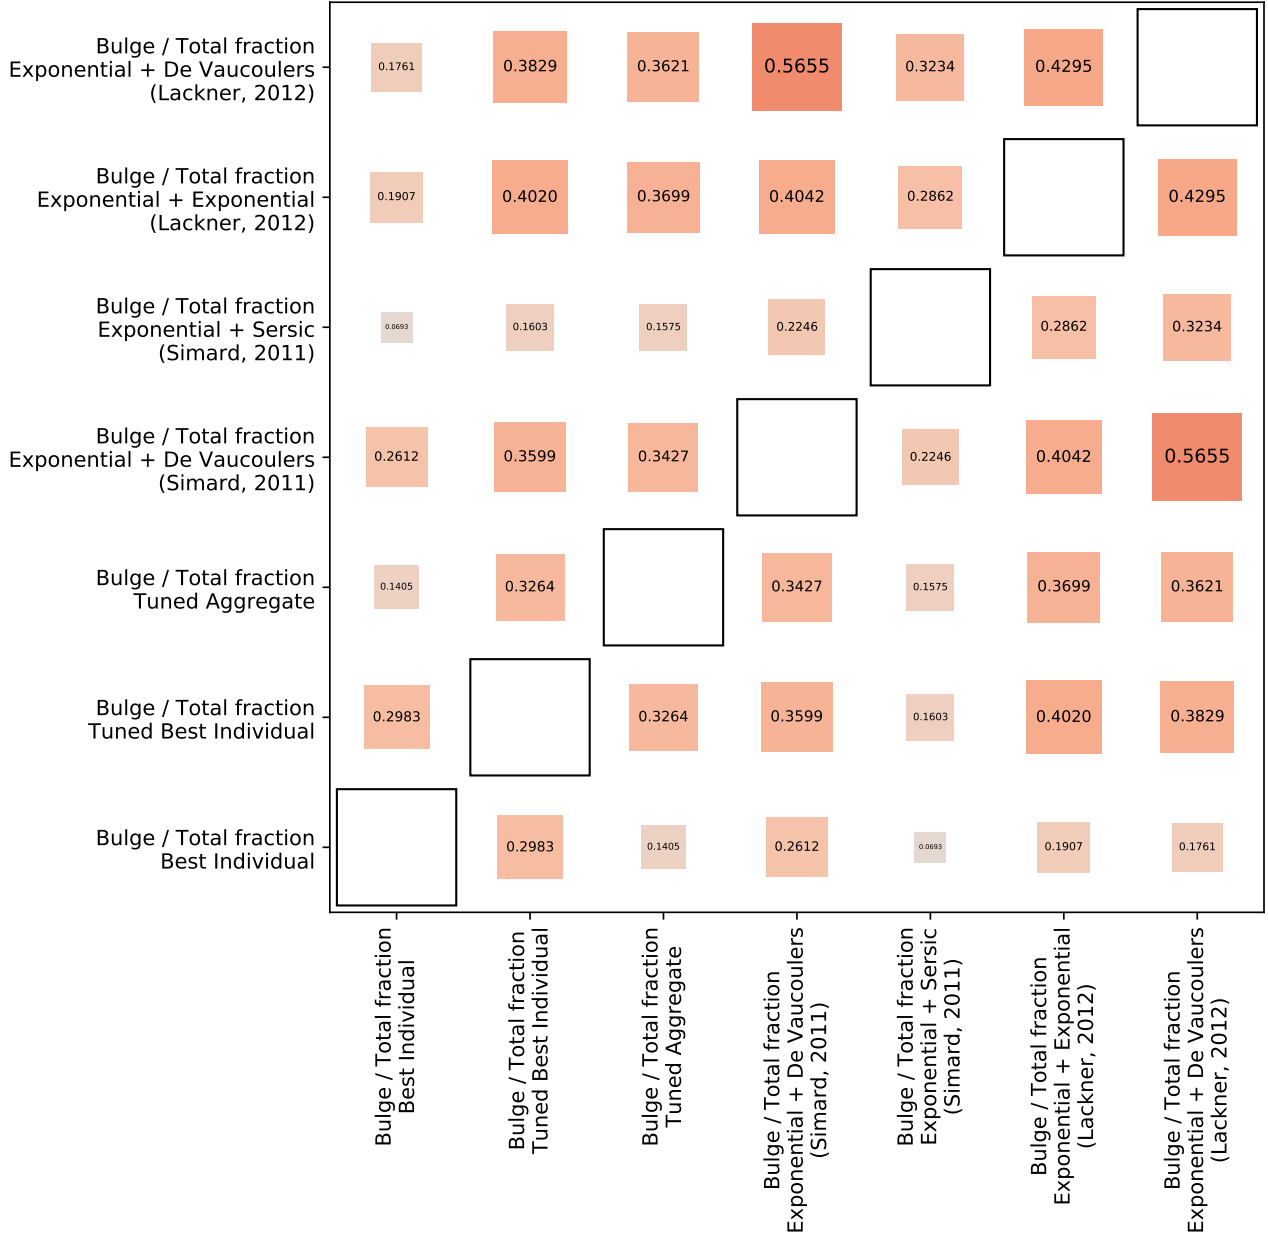 Bulge / Total fraction
Exponential + De Vaucoulers
(Lackner, 2012)
0.1761 0.3829 0.3621 0.5655 0.3234 0.4295
Bulge / Total fraction
Exponential + Exponential
(Lackner, 2012)
0.1907 0.4020 0.3699 0.4042 0.2862 0.4295
Bulge / Total fraction
Exponential + Sersic
(Simard, 2011)
0.0693 0.1603 0.1575 0.2246 0.2862 0.3234
Bulge / Total fraction
Exponential + De Vaucoulers
(Simard, 2011)
0.2612 0.3599 0.3427 0.2246 0.4042 0.5655
Bulge / Total fraction
Tuned Aggregate
0.1405 0.3264 0.3427 0.1575 0.3699 0.3621
Bulge / Total fraction
Tuned Best Individual
0.2983 0.3264 0.3599 0.1603 0.4020 0.3829
Bulge / Total fraction
Best Individual
0.2983 0.1405 0.2612 0.0693 0.1907 0.1761
Bulge / Total fraction
Best Individual
Bulge / Total fraction
Tuned Best Individual
Bulge / Total fraction
Tuned Aggregate
Bulge / Total fraction
Exponential + De Vaucoulers
(Simard, 2011)
Bulge / Total fraction
Exponential + Sersic
(Simard, 2011)
Bulge / Total fraction
Exponential + Exponential
(Lackner, 2012)
Bulge / Total fraction
Exponential + De Vaucoulers
(Lackner, 2012)